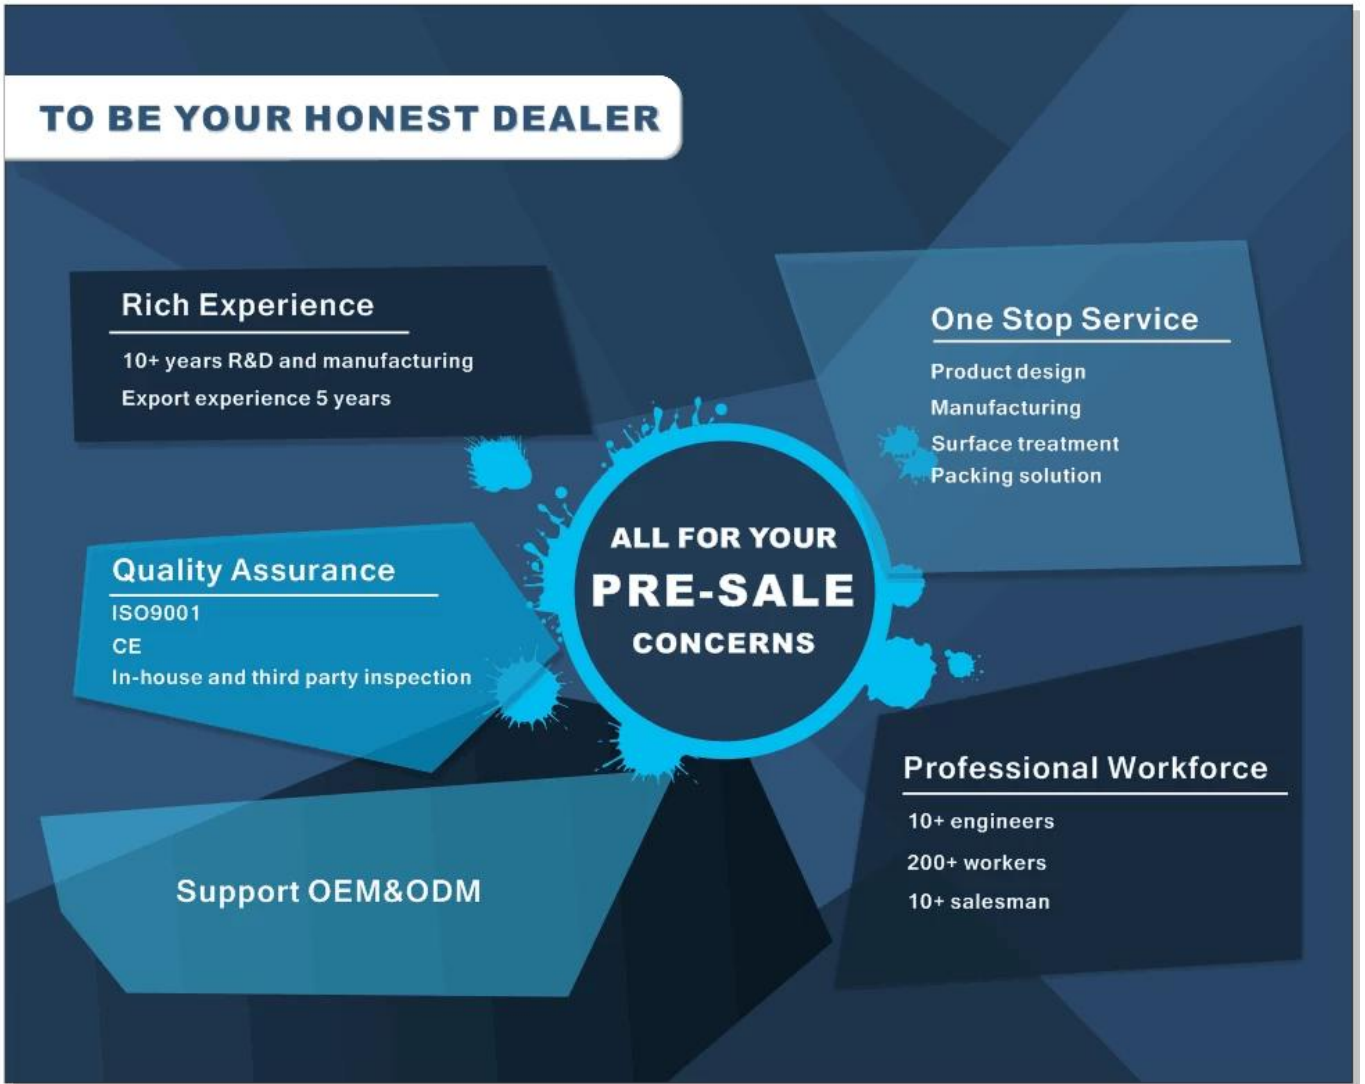 TO BE YOUR HONEST DEALER
Rich Experience
10+ years R&D and manufacturing
Export experience 5 years
One Stop Service
Product design
Manufacturing
Surface treatment
Packing solution
ALL FOR YOUR
PRE-SALE
CONCERNS
Quality Assurance
ISO9001
CE
In-house and third party inspection
Professional Workforce
10+ engineers
200+ workers
10+ salesman
Support OEM&ODM